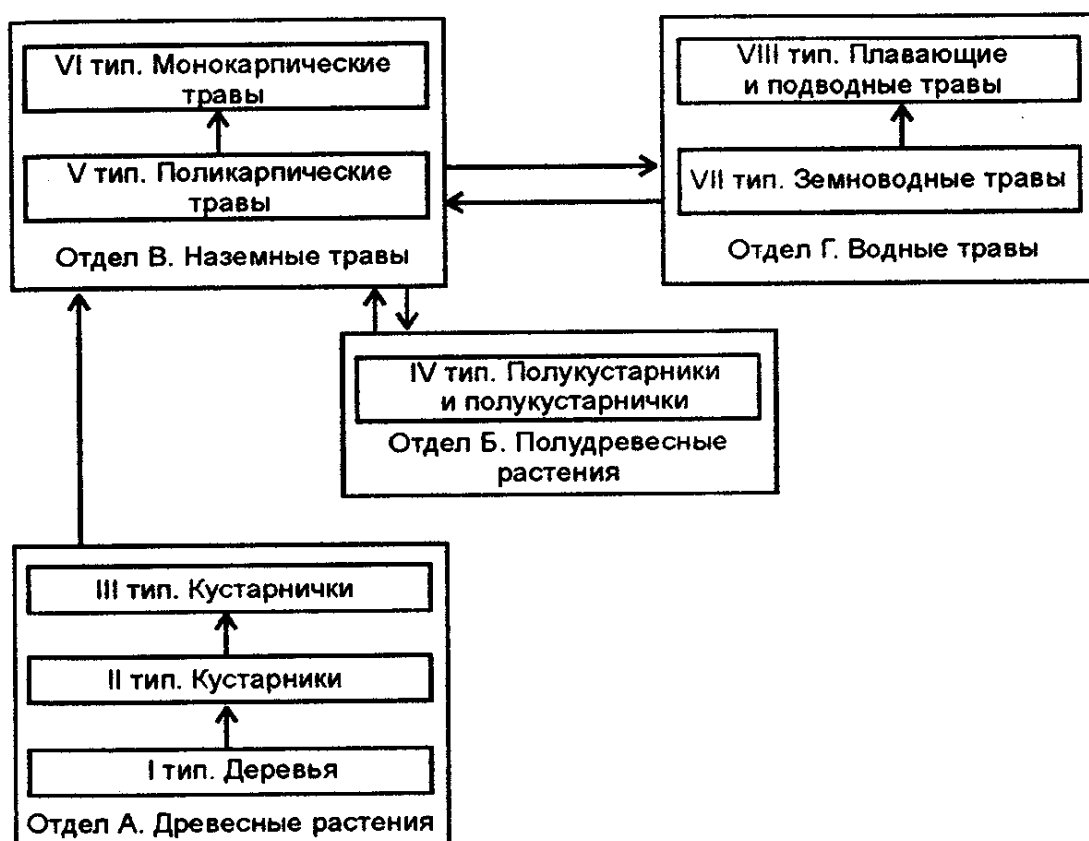 VI тип. Монокарпические
травы
V тип. Поликарпические
травы
Отдел В. Наземные травы
VIII тип. Плавающие
и подводные травы
VII тип. Земноводные травы
Отдел Г. Водные травы
IV тип. Полукустарники
и полукустарнички
Отдел Б. Полудревесные
растения
III тип. Кустарнички
II тип. Кустарники
I тип. Деревья
Отдел А. Древесные растения